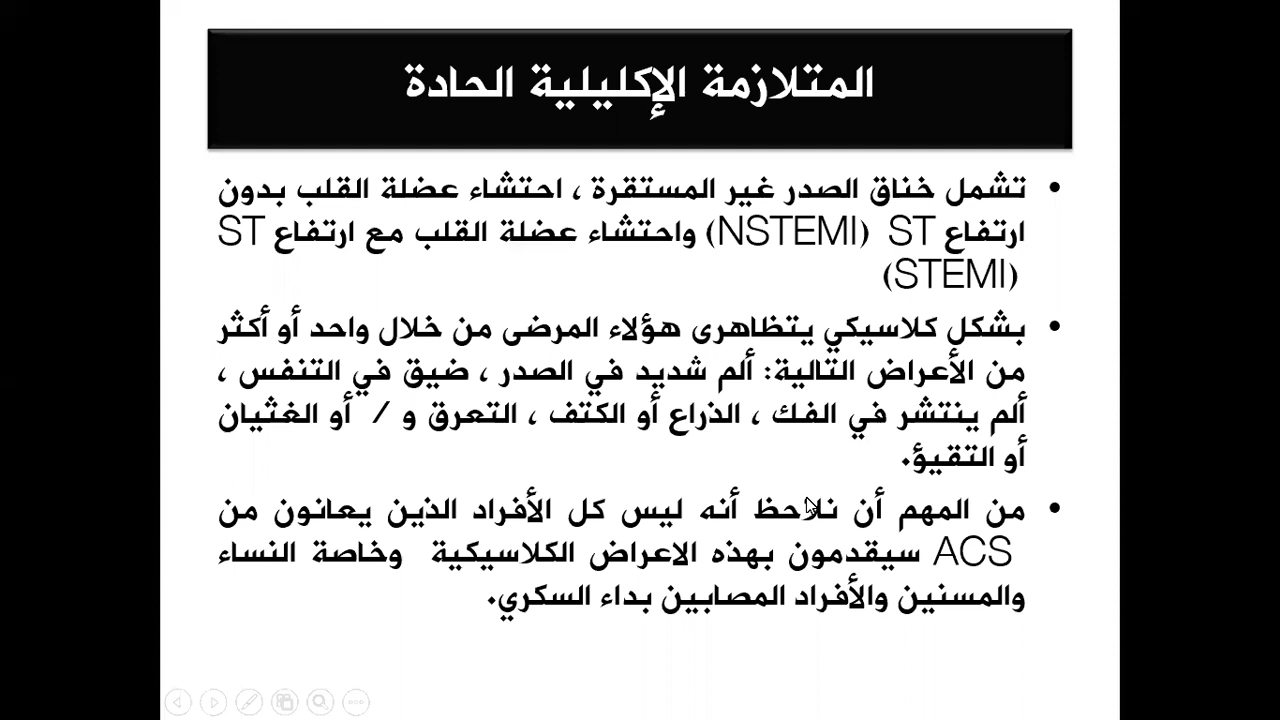 المتلازمة الإكليلية الحادة
• تشمل خناق الصدر غير المستقرة ، احتشاء عضلة القلب بدون
ارتفاع ST (NSTEMI) واحتشاء عضلة القلب مع ارتفاع ST
(STEMI)
• بشكل كلاسيكي يتظاهرى هؤلاء المرضى من خلال واحد أو أكثر
من الأعراض التالية: ألم شديد في الصدر ، ضيق في التنفس ،
ألم ينتشر في الفك ، الذراع أو الكتف ، التعرق و / أو الغثيان
أو التقيؤ.
• من المهم أن نلاحظ أنه ليس كل الأفراد الذين يعانون من
ACS سيقدمون بهذه الاعراض الكلاسيكية وخاصة النساء
والمسنين والأفراد المصابين بداء السكري.